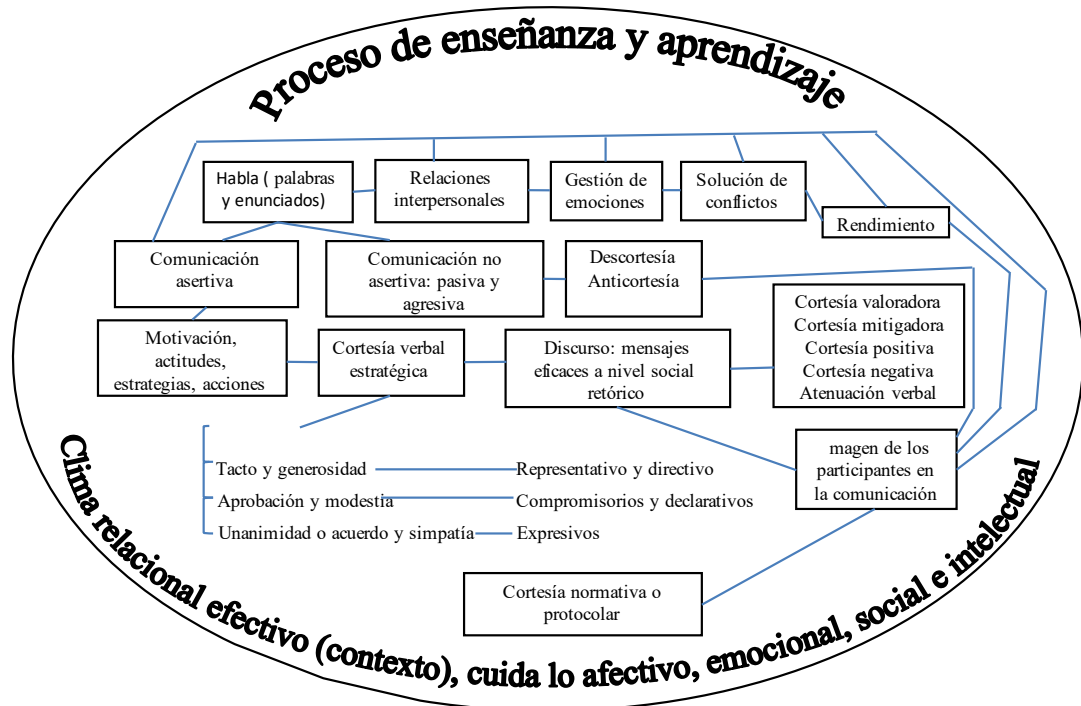 Proceso de enseñanza y aprendizaje
Habla ( palabras
y enunciados)
Relaciones
interpersonales
Gestión de
emociones
Solución de
conflictos
Rendimiento
Comunicación
asertiva
Comunicación no
asertiva: pasiva y
agresiva
Descortesía
Anticortesía
Motivación,
actitudes,
estrategias, acciones
Cortesía verbal
estratégica
Discurso: mensajes
eficaces a nivel social
retórico
Cortesía valoradora
Cortesía mitigadora
Cortesía positiva
Cortesía negativa
Atenuación verbal
Tacto y generosidad
Representativo y directivo
Aprobación y modestia
Compromisorios y declarativos
Unanimidad o acuerdo y simpatía
Expresivos
magen de los
participantes en
la comunicación
Cortesía normativa o
protocolar
Clima relacional efectivo (contexto), cuida lo afectivo, emocional, social e intelectual